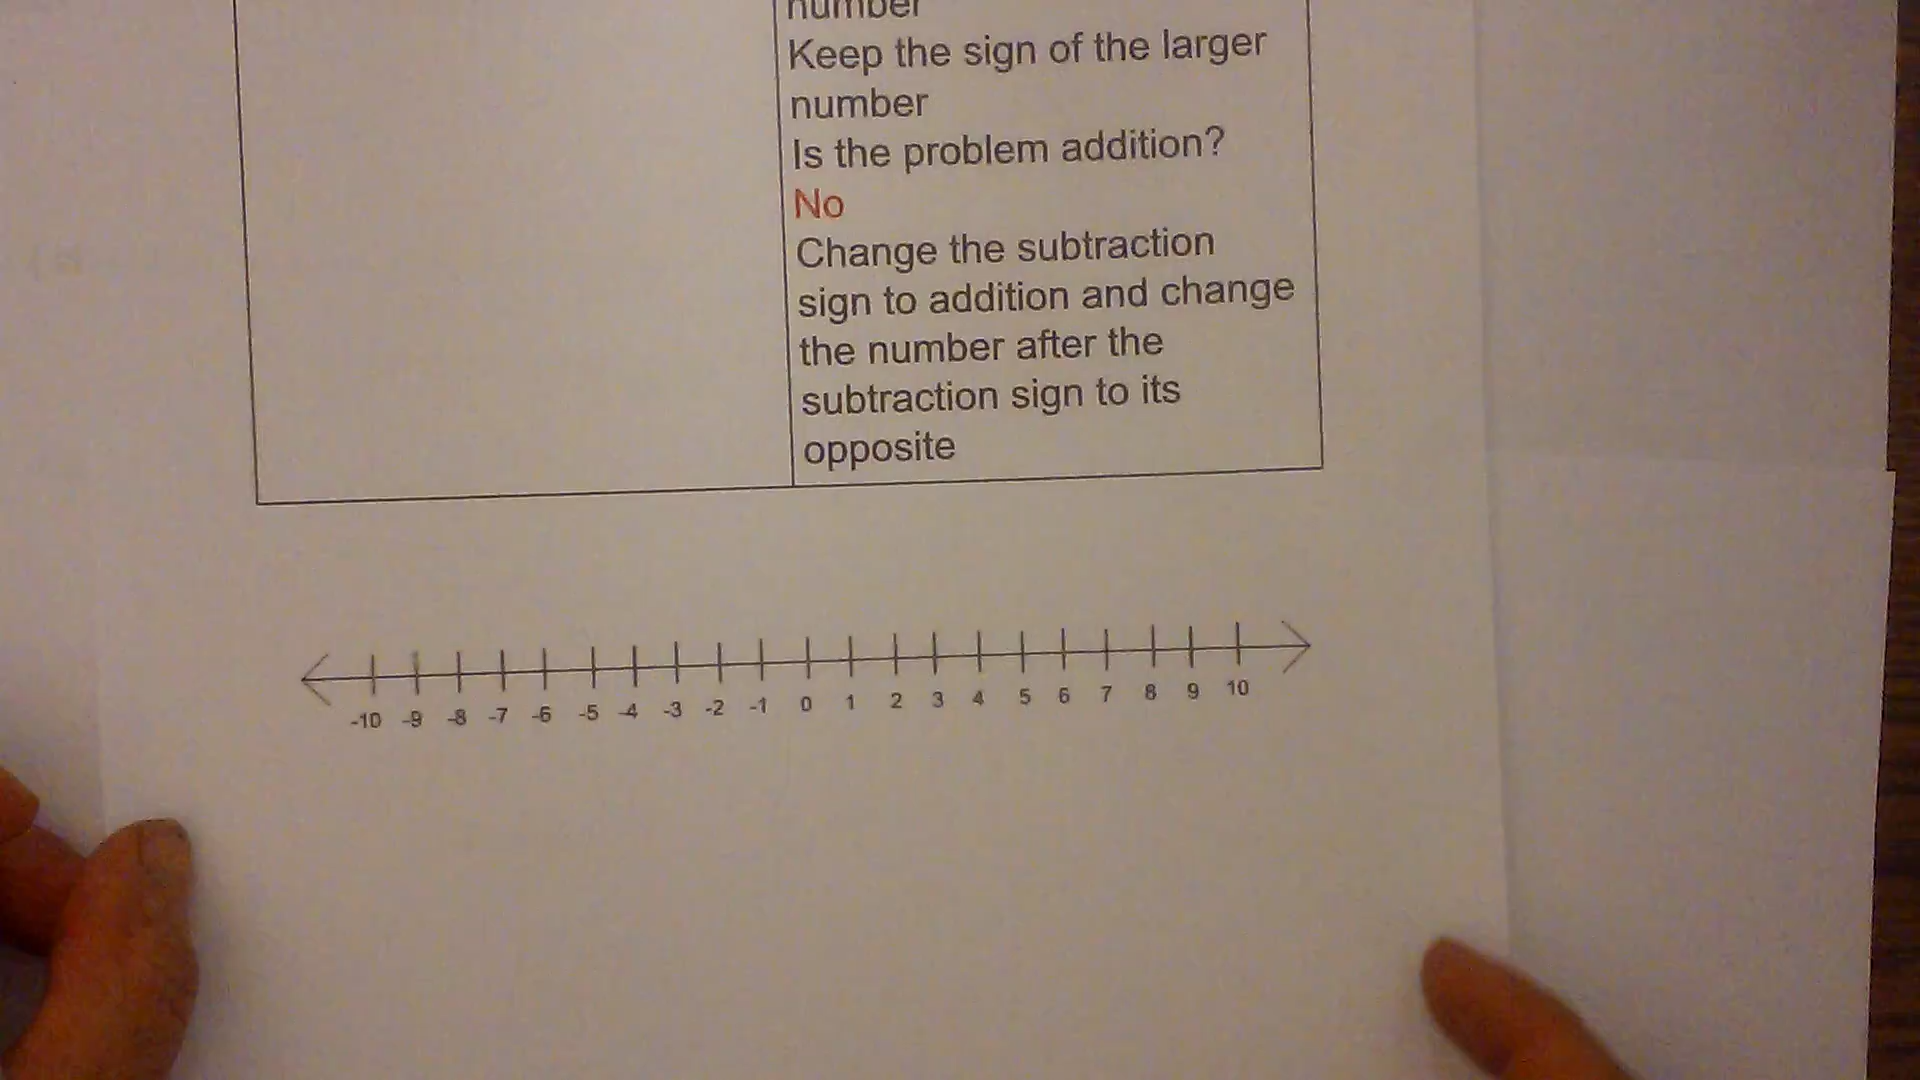 number
Keep the sign of the larger
number
Is the problem addition?
No
Change the subtraction
sign to addition and change
the number after the
subtraction sign to its
opposite
-10 -9 -8 -7 -6 -5 -4 -3 -2 -1 0 1 2 3 4 5 6 7 8 9 10